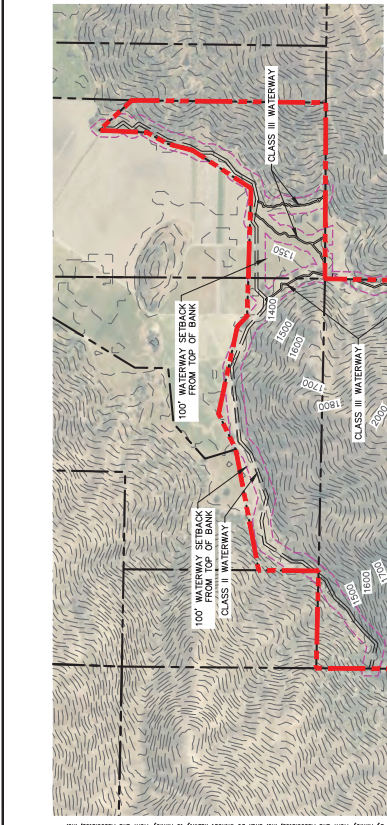 100' WATERWAY SETBACK
FROM TOP OF BANK
CLASS II WATERWAY
100' WATERWAY SETBACK
FROM TOP OF BANK
CLASS III WATERWAY
1350
1400
1500
1600
1700
1800
2000
CLASS III WATERWAY
1500
1600
1700